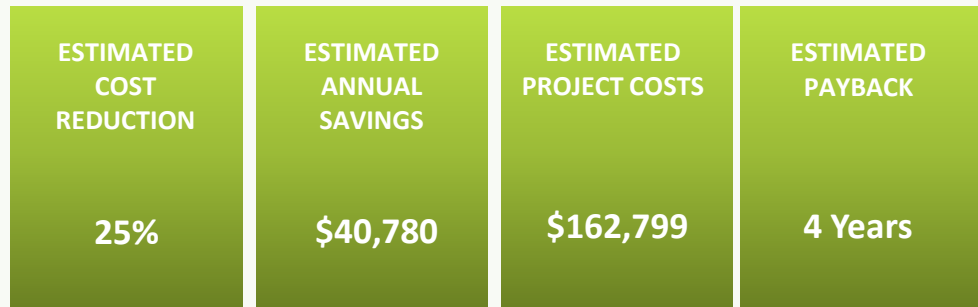 ESTIMATED
COST
REDUCTION
25%
ESTIMATED
ANNUAL
SAVINGS
$40,780
ESTIMATED
PROJECT COSTS
$162,799
ESTIMATED
PAYBACK
4 Years